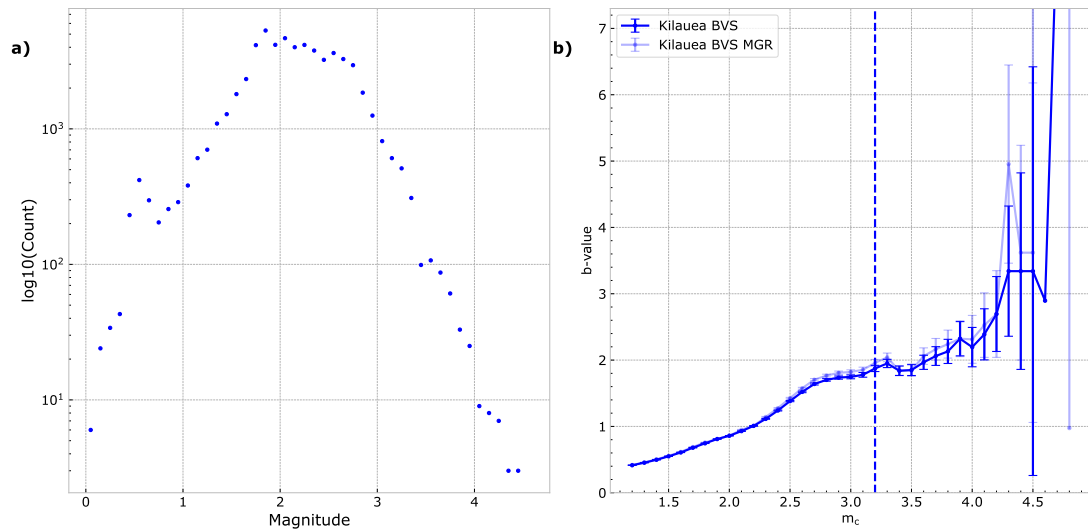 a)
log10(Count)
10³
10²
10¹
0 1 2 3 4
Magnitude
b)
Kilauea BVS
Kilauea BVS MGR
b-value
7
6
5
4
3
2
1
0
1.5 2.0 2.5 3.0 3.5 4.0 4.5
m_c